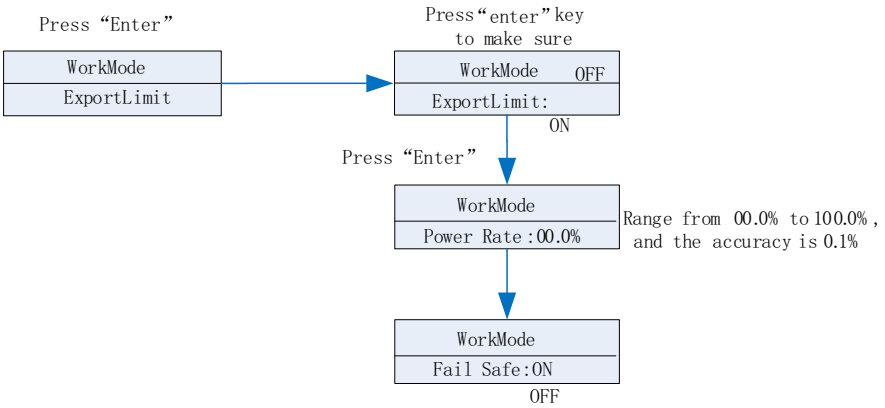 Press “Enter”
WorkMode
ExportLimit
Press“enter”key
to make sure
WorkMode OFF
ExportLimit:
ON
Press “Enter”
WorkMode
Power Rate:00.0%
Range from 00.0% to 100.0%,
and the accuracy is 0.1%
WorkMode
Fail Safe:ON
OFF